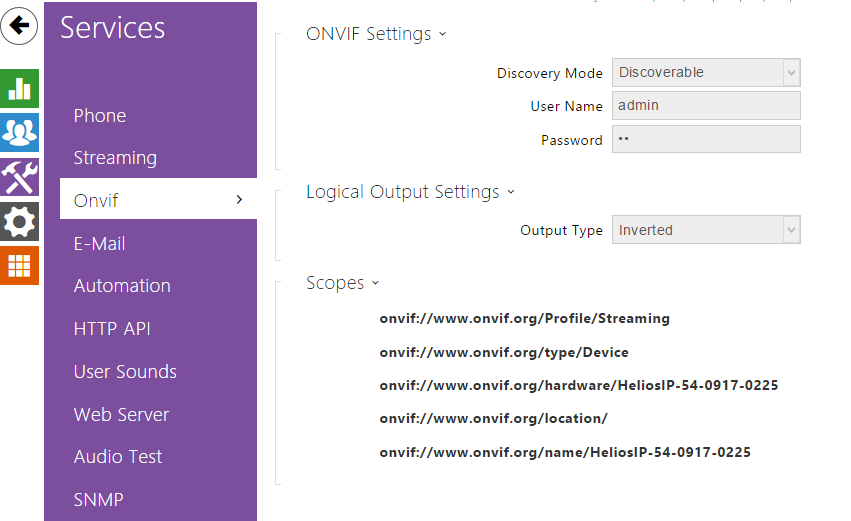 Services
Phone
Streaming
Onvif
E-Mail
Automation
HTTP API
User Sounds
Web Server
Audio Test
SNMP
ONVIF Settings
Discovery Mode Discoverable
User Name admin
Password ••
Logical Output Settings
Output Type Inverted
Scopes
onvif://www.onvif.org/Profile/Streaming
onvif://www.onvif.org/type/Device
onvif://www.onvif.org/hardware/HeliosIP-54-0917-0225
onvif://www.onvif.org/location/
onvif://www.onvif.org/name/HeliosIP-54-0917-0225